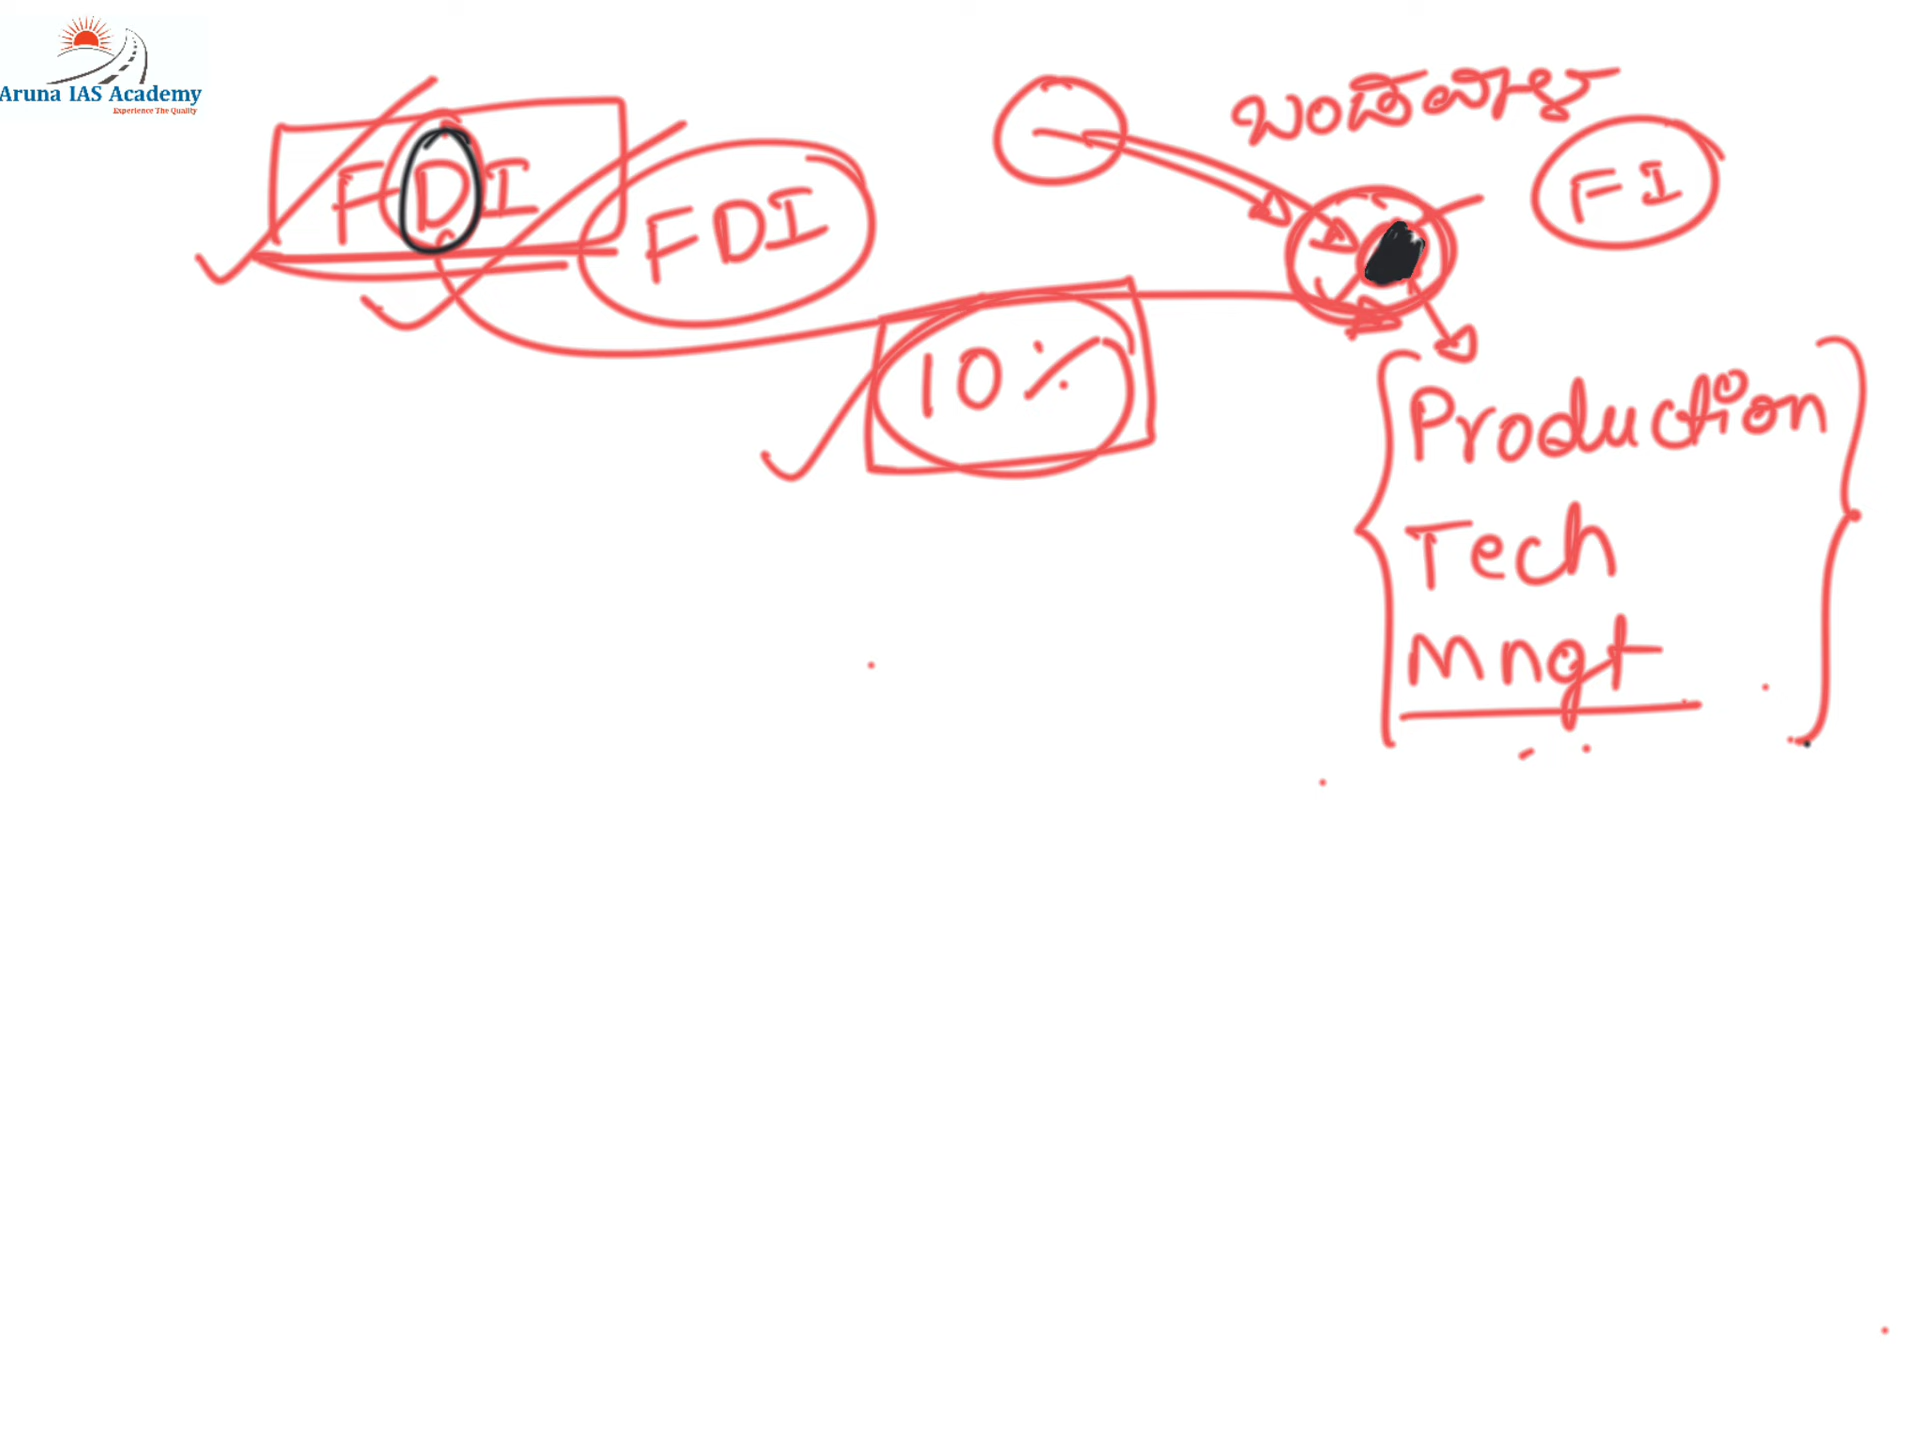 Aruna IAS Academy
Experience The Quality
FDI
FDI
ಬಂಡವಾಳ
FI
10%
Production
Tech
Mngt